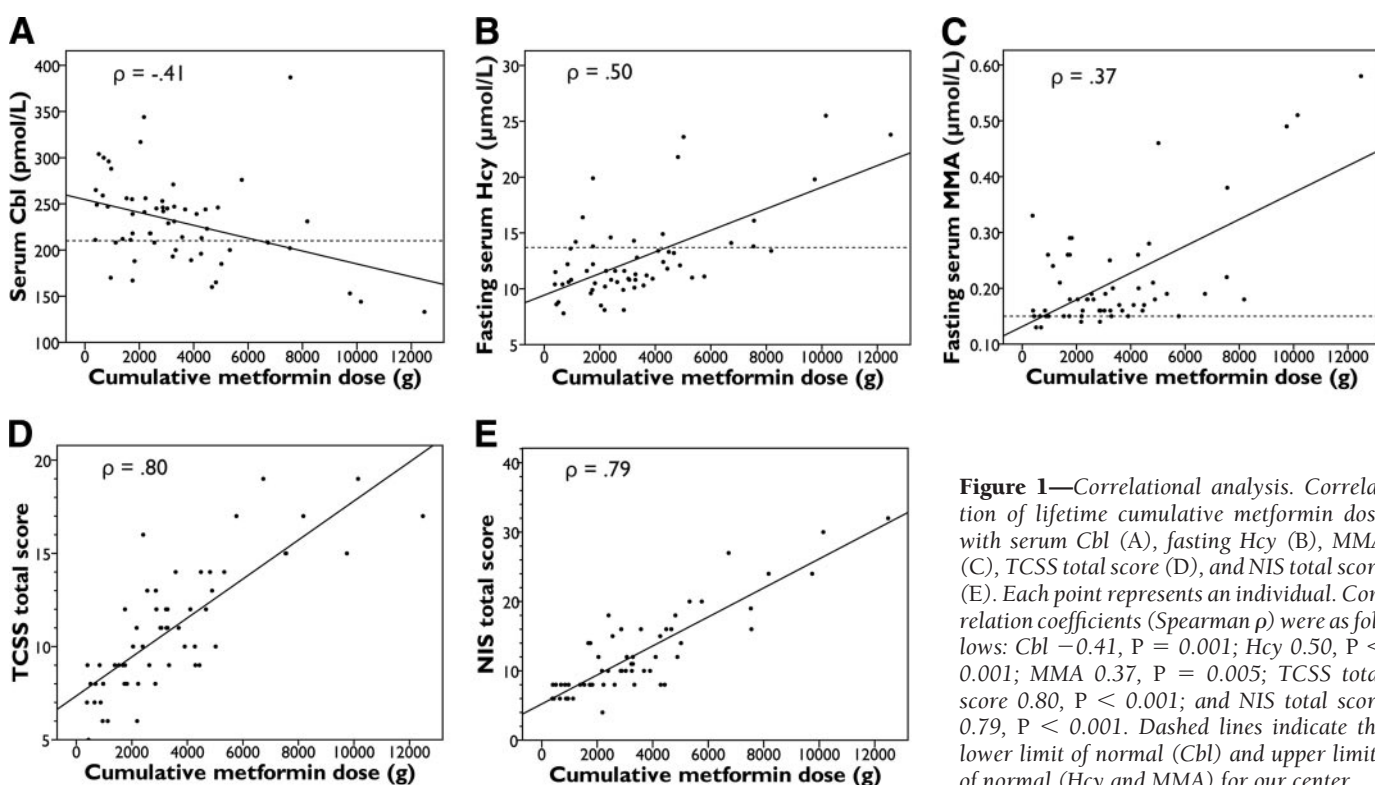 A
ρ = -.41
400
350
300
250
200
150
100
Serum Cbl (pmol/L)
0 2000 4000 6000 8000 10000 12000
Cumulative metformin dose (g)
B
ρ = .50
30
25
20
15
10
5
Fasting serum Hcy (μmol/L)
0 2000 4000 6000 8000 10000 12000
Cumulative metformin dose (g)
C
ρ = .37
0.60
0.50
0.40
0.30
0.20
0.10
Fasting serum MMA (μmol/L)
0 2000 4000 6000 8000 10000 12000
Cumulative metformin dose (g)
D
ρ = .80
20
15
10
5
TCSS total score
0 2000 4000 6000 8000 10000 12000
Cumulative metformin dose (g)
E
ρ = .79
40
30
20
10
0
NIS total score
0 2000 4000 6000 8000 10000 12000
Cumulative metformin dose (g)
Figure 1—Correlational analysis. Correla
tion of lifetime cumulative metformin dos
with serum Cbl (A), fasting Hcy (B), MMA
(C), TCSS total score (D), and NIS total scor
(E). Each point represents an individual. Cor
relation coefficients (Spearman ρ) were as fol
lows: Cbl −0.41, P = 0.001; Hcy 0.50, P <
0.001; MMA 0.37, P = 0.005; TCSS tota
score 0.80, P < 0.001; and NIS total scor
0.79, P < 0.001. Dashed lines indicate th
lower limit of normal (Cbl) and upper limit
of normal (Hcy and MMA) for our center